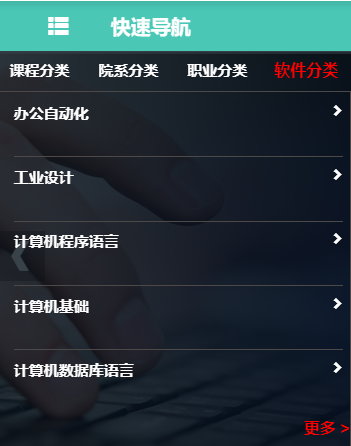 快速导航
课程分类 院系分类 职业分类 软件分类
办公自动化
工业设计
计算机程序语言
计算机基础
计算机数据库语言
更多 >